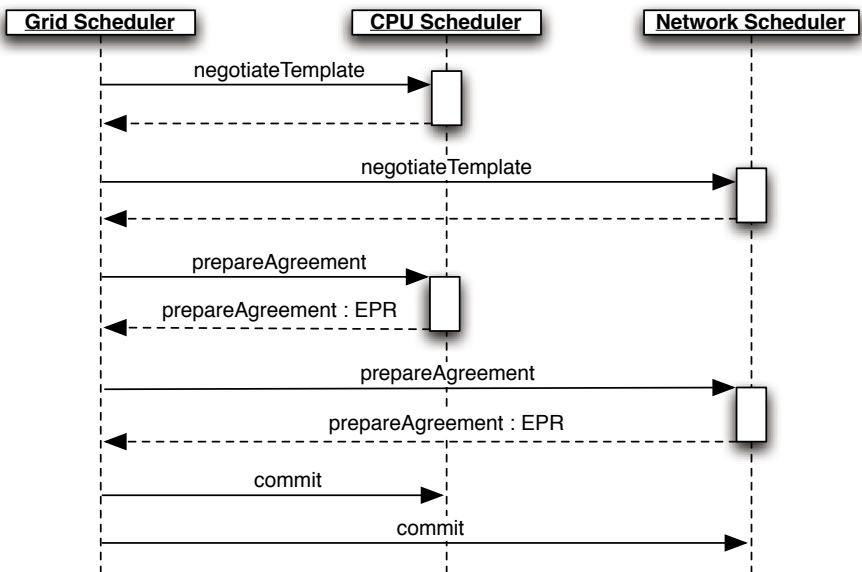 Grid Scheduler
CPU Scheduler
Network Scheduler
negotiateTemplate
negotiateTemplate
prepareAgreement
prepareAgreement : EPR
prepareAgreement
prepareAgreement : EPR
commit
commit